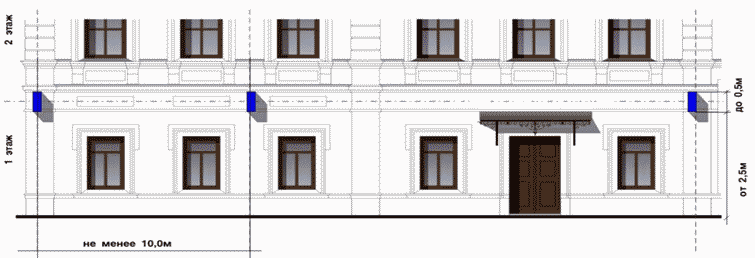 2 этаж
1 этаж
до 0,5м
от 2,5м
не менее 10,0м